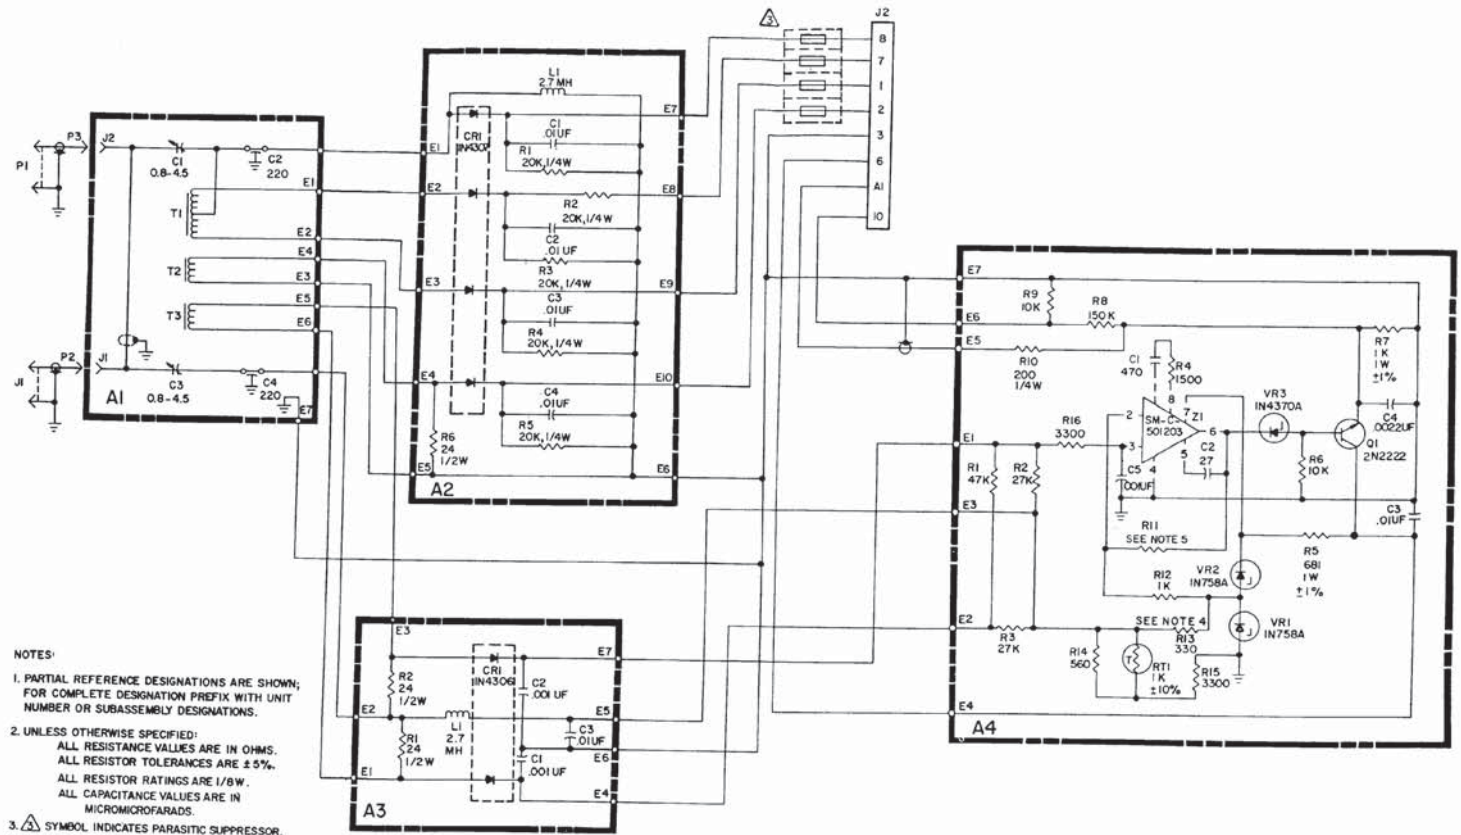 3
J2
8
7
1
2
3
6
A1
10
P3
P1
P2
J1
J2
C1
0.8-4.5
C2
220
E1
T1
E2
E4
T2
E3
E5
T3
E6
J1
C3
0.8-4.5
C4
220
E7
A1
L1
2.7 MH
CR1
1N4307
E1
E7
C1
.01UF
R1
20K,1/4W
E2
E8
R2
20K,1/4W
C2
.01UF
R3
20K,1/4W
E3
E9
C3
.01UF
R4
20K,1/4W
E4
E10
C4
.01UF
R5
20K,1/4W
R6
24
1/2W
E5
E6
A2
E3
R2
24
1/2W
CR1
1N4306
E7
C2
.001UF
E2
E5
L1
2.7
MH
R1
24
1/2W
C3
.01UF
E6
C1
.001UF
E1
E4
A3
E7
R9
10K
R8
150K
E6
E5
R10
200
1/4W
R7
1K
1W
±1%
C1
470
R4
1500
R16
3300
E1
2
3
8
7
Z1
SM-C-
501203
6
5
4
VR3
1N4370A
C4
.0022UF
Q1
2N2222
R1
47K
R2
27K
C5
.001UF
C2
27
R6
10K
E3
R11
SEE NOTE 5
C3
.01UF
R5
681
1W
±1%
VR2
1N758A
R12
1K
SEE NOTE 4
R13
330
VR1
1N758A
E2
R3
27K
R14
560
T
RT1
1K
±10%
R15
3300
E4
A4
NOTES:
1. PARTIAL REFERENCE DESIGNATIONS ARE SHOWN;
FOR COMPLETE DESIGNATION PREFIX WITH UNIT
NUMBER OR SUBASSEMBLY DESIGNATIONS.
2. UNLESS OTHERWISE SPECIFIED:
ALL RESISTANCE VALUES ARE IN OHMS.
ALL RESISTOR TOLERANCES ARE ±5%.
ALL RESISTOR RATINGS ARE 1/8W.
ALL CAPACITANCE VALUES ARE IN
MICROMICROFARADS.
3. 3 SYMBOL INDICATES PARASITIC SUPPRESSOR.